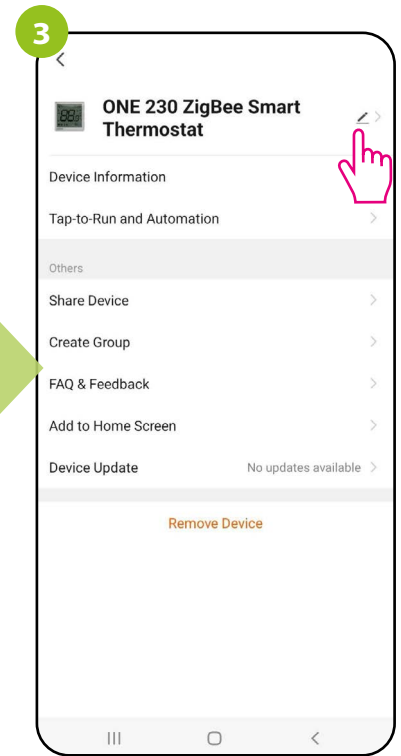 3
ONE 230 ZigBee Smart
Thermostat
Device Information
Tap-to-Run and Automation
Others
Share Device
Create Group
FAQ & Feedback
Add to Home Screen
Device Update No updates available
Remove Device